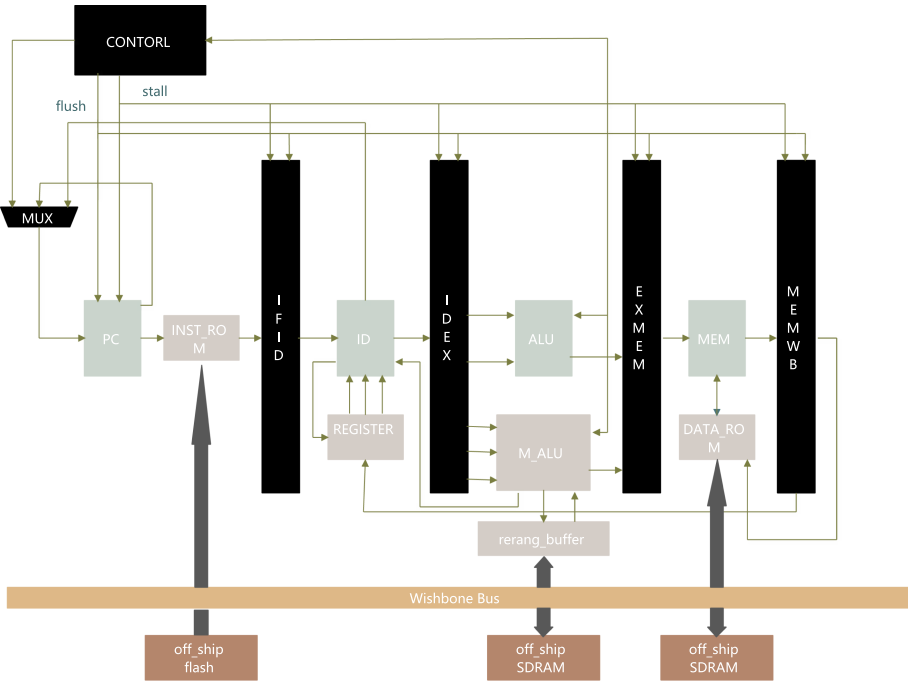 CONTORL
stall
flush
MUX
I
F
I
D
I
D
E
X
E
X
M
E
M
M
E
M
W
B
PC
INST_RO
M
ID
ALU
MEM
REGISTER
M_ALU
DATA_RO
M
rerang_buffer
Wishbone Bus
off_ship
flash
off_ship
SDRAM
off_ship
SDRAM